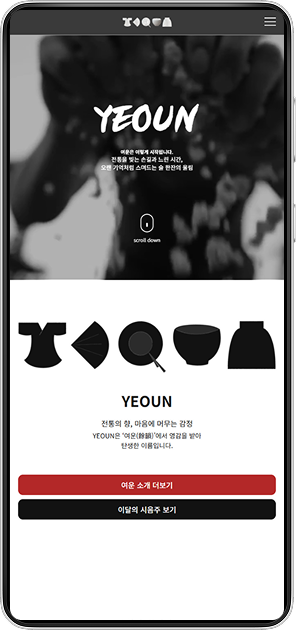 YEOUN
여운은 이렇게 시작됩니다.
전통을 빚는 손길과 느린 시간,
오랜 기억처럼 스며드는 술 한잔의 울림
scroll down
YEOUN
전통의 향, 마음에 머무는 감정
YEOUN은 '여운(餘韻)'에서 영감을 받아
탄생한 이름입니다.
여운 소개 더보기
이달의 시음주 보기